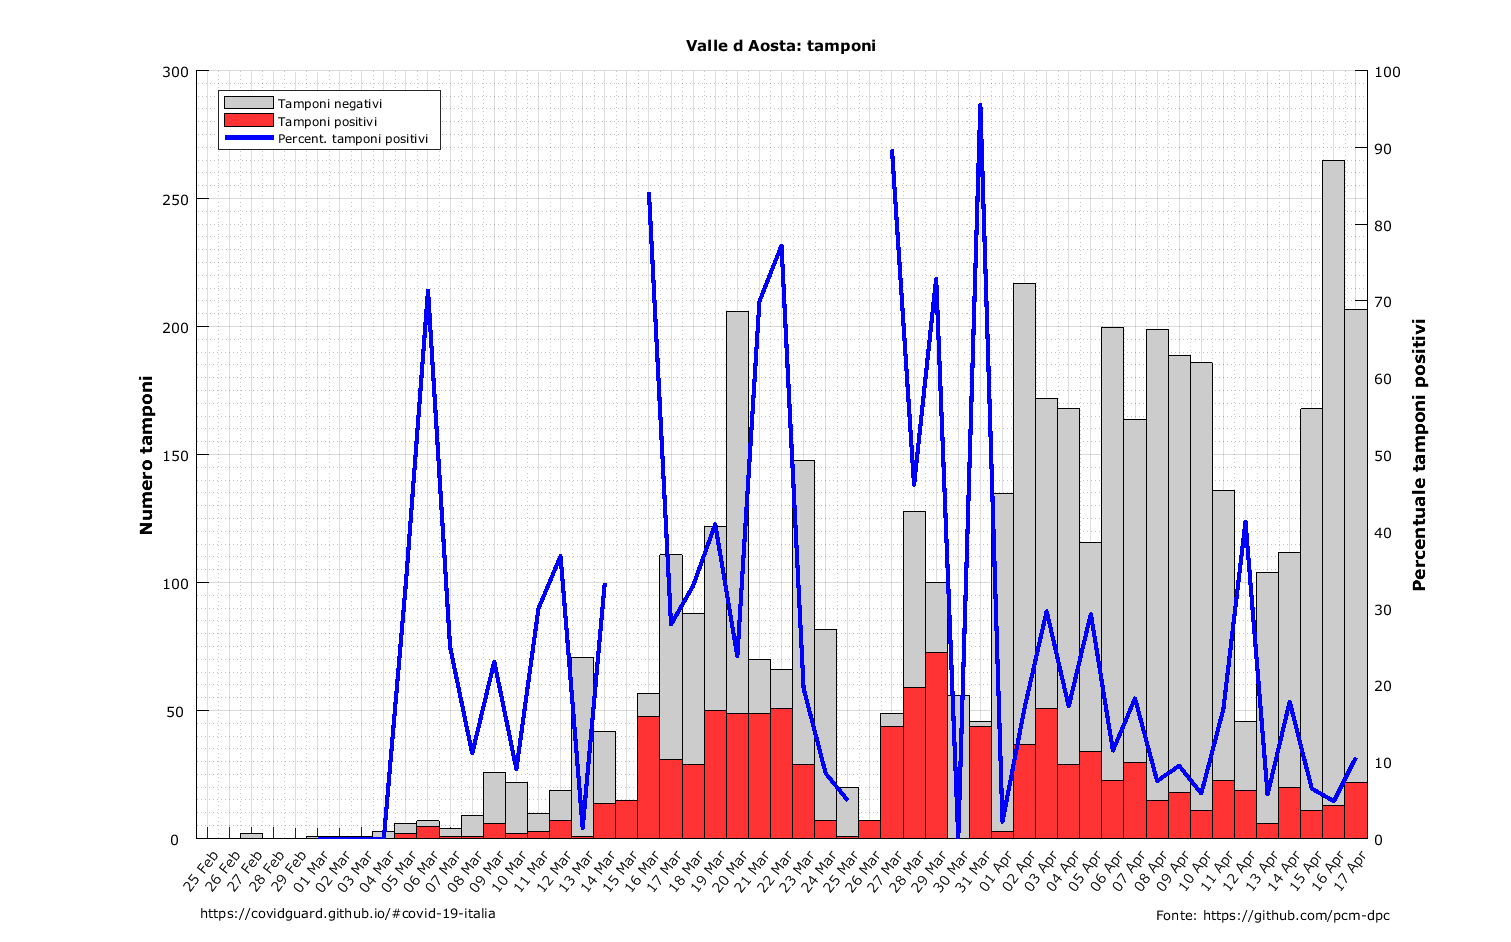 Valle d Aosta: tamponi
Tamponi negativi
Tamponi positivi
Percent. tamponi positivi
300
250
200
150
100
50
0
Numero tamponi
100
90
80
70
60
50
40
30
20
10
0
Percentuale tamponi positivi
25 Feb
26 Feb
27 Feb
28 Feb
29 Feb
01 Mar
02 Mar
03 Mar
04 Mar
05 Mar
06 Mar
07 Mar
08 Mar
09 Mar
10 Mar
11 Mar
12 Mar
13 Mar
14 Mar
15 Mar
16 Mar
17 Mar
18 Mar
19 Mar
20 Mar
21 Mar
22 Mar
23 Mar
24 Mar
25 Mar
26 Mar
27 Mar
28 Mar
29 Mar
30 Mar
31 Mar
01 Apr
02 Apr
03 Apr
04 Apr
05 Apr
06 Apr
07 Apr
08 Apr
09 Apr
10 Apr
11 Apr
12 Apr
13 Apr
14 Apr
15 Apr
16 Apr
17 Apr
https://covidguard.github.io/#covid-19-italia
Fonte: https://github.com/pcm-dpc